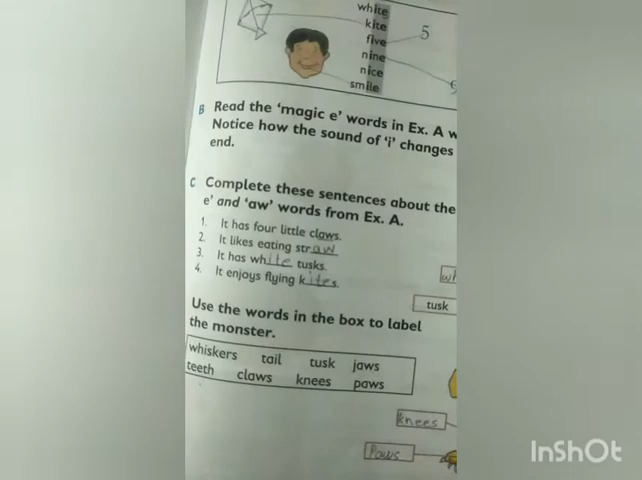 white
kite
five
5
nine
nice
smile
B Read the 'magic e' words in Ex. A
Notice how the sound of 'i' changes
end.
C Complete these sentences about the
e' and 'aw' words from Ex. A.
1. It has four little claws.
2. It likes eating straw
3. It has white tusks.
4. It enjoys flying kites.
tusk
Use the words in the box to label
the monster.
whiskers tail tusk jaws
teeth claws knees paws
knees
Paws
InShOt